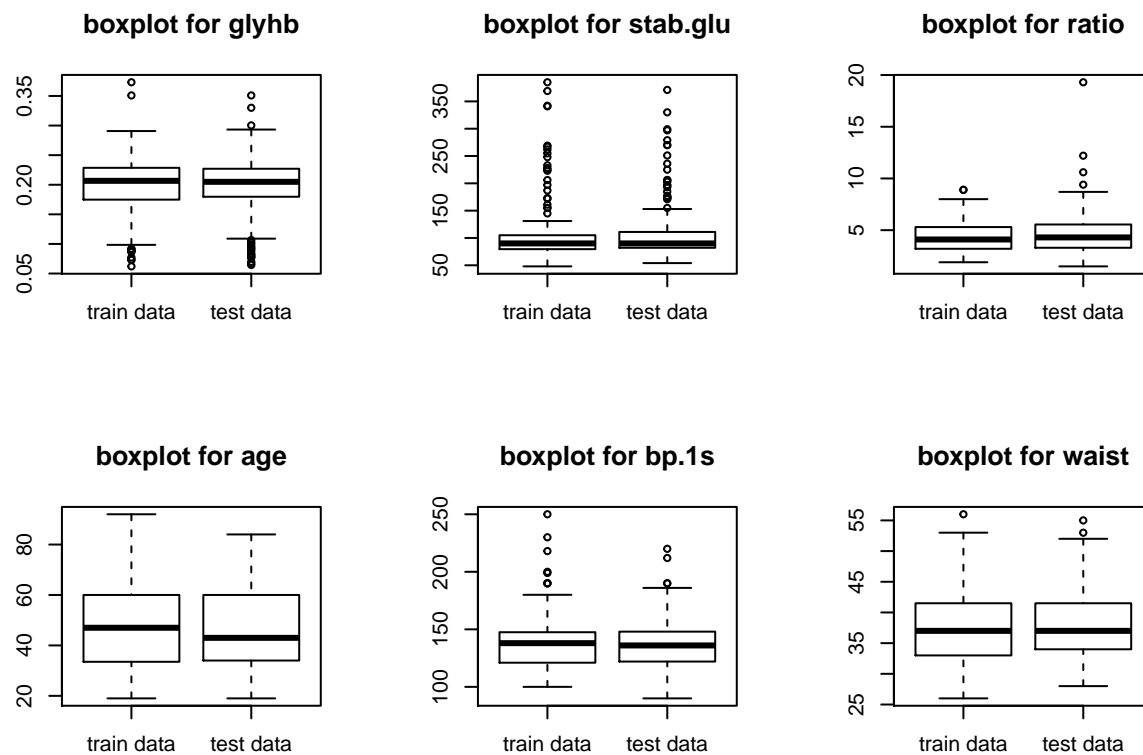 boxplot for glyhb
0.35
0.20
0.05
train data
test data
boxplot for stab.glu
350
250
150
50
train data
test data
boxplot for ratio
20
15
10
5
train data
test data
boxplot for age
80
60
40
20
train data
test data
boxplot for bp.1s
250
200
150
100
train data
test data
boxplot for waist
55
45
35
25
train data
test data